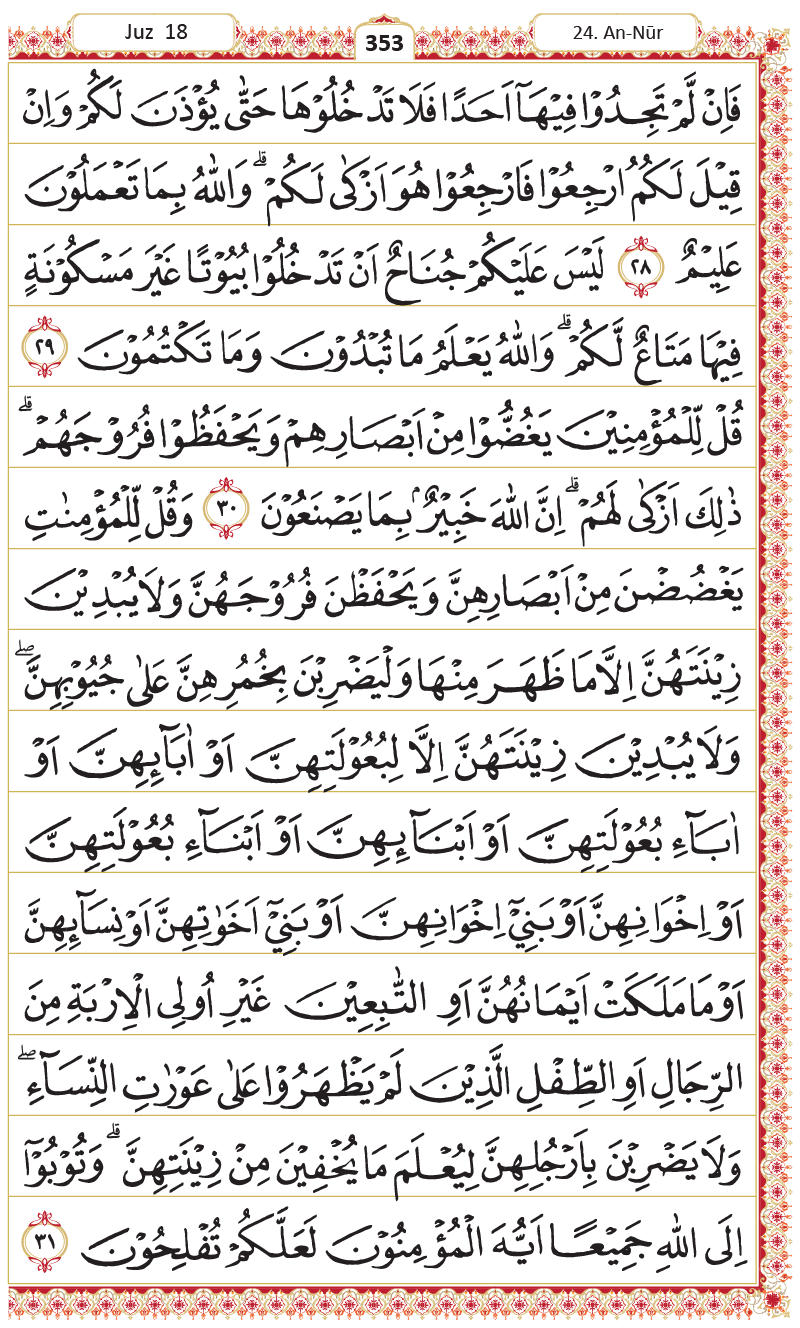 Juz 18
353
24. An-Nūr
فَاِنْ لَّمْ تَجِدُوْا فِيْهَآ اَحَدًا فَلَا تَدْخُلُوْهَا حَتّٰى يُؤْذَنَ لَكُمْ وَاِنْ
قِيْلَ لَكُمُ ارْجِعُوْا فَارْجِعُوْا هُوَ اَزْكٰى لَكُمْ ۗ وَاللّٰهُ بِمَا تَعْمَلُوْنَ
عَلِيْمٌ ٢٨ لَيْسَ عَلَيْكُمْ جُنَاحٌ اَنْ تَدْخُلُوْا بُيُوْتًا غَيْرَ مَسْكُوْنَةٍ
فِيْهَا مَتَاعٌ لَّكُمْ ۗ وَاللّٰهُ يَعْلَمُ مَا تُبْدُوْنَ وَمَا تَكْتُمُوْنَ ٢٩
قُلْ لِّلْمُؤْمِنِيْنَ يَغُضُّوْا مِنْ اَبْصَارِهِمْ وَيَحْفَظُوْا فُرُوْجَهُمْ ۗ
ذٰلِكَ اَزْكٰى لَهُمْ ۗ اِنَّ اللّٰهَ خَبِيْرٌۢ بِمَا يَصْنَعُوْنَ ٣٠ وَقُلْ لِّلْمُؤْمِنٰتِ
يَغْضُضْنَ مِنْ اَبْصَارِهِنَّ وَيَحْفَظْنَ فُرُوْجَهُنَّ وَلَا يُبْدِيْنَ
زِيْنَتَهُنَّ اِلَّا مَا ظَهَرَ مِنْهَا وَلْيَضْرِبْنَ بِخُمُرِهِنَّ عَلٰى جُيُوْبِهِنَّ ۖ
وَلَا يُبْدِيْنَ زِيْنَتَهُنَّ اِلَّا لِبُعُوْلَتِهِنَّ اَوْ اٰبَآئِهِنَّ اَوْ
اٰبَآءِ بُعُوْلَتِهِنَّ اَوْ اَبْنَآئِهِنَّ اَوْ اَبْنَآءِ بُعُوْلَتِهِنَّ
اَوْ اِخْوَانِهِنَّ اَوْ بَنِيْٓ اِخْوَانِهِنَّ اَوْ بَنِيْٓ اَخَوٰتِهِنَّ اَوْ نِسَآئِهِنَّ
اَوْ مَا مَلَكَتْ اَيْمَانُهُنَّ اَوِ التّٰبِعِيْنَ غَيْرِ اُولِى الْاِرْبَةِ مِنَ
الرِّجَالِ اَوِ الطِّفْلِ الَّذِيْنَ لَمْ يَظْهَرُوْا عَلٰى عَوْرٰتِ النِّسَآءِ ۖ
وَلَا يَضْرِبْنَ بِاَرْجُلِهِنَّ لِيُعْلَمَ مَا يُخْفِيْنَ مِنْ زِيْنَتِهِنَّ ۗ وَتُوْبُوْٓا
اِلَى اللّٰهِ جَمِيْعًا اَيُّهَ الْمُؤْمِنُوْنَ لَعَلَّكُمْ تُفْلِحُوْنَ ٣١